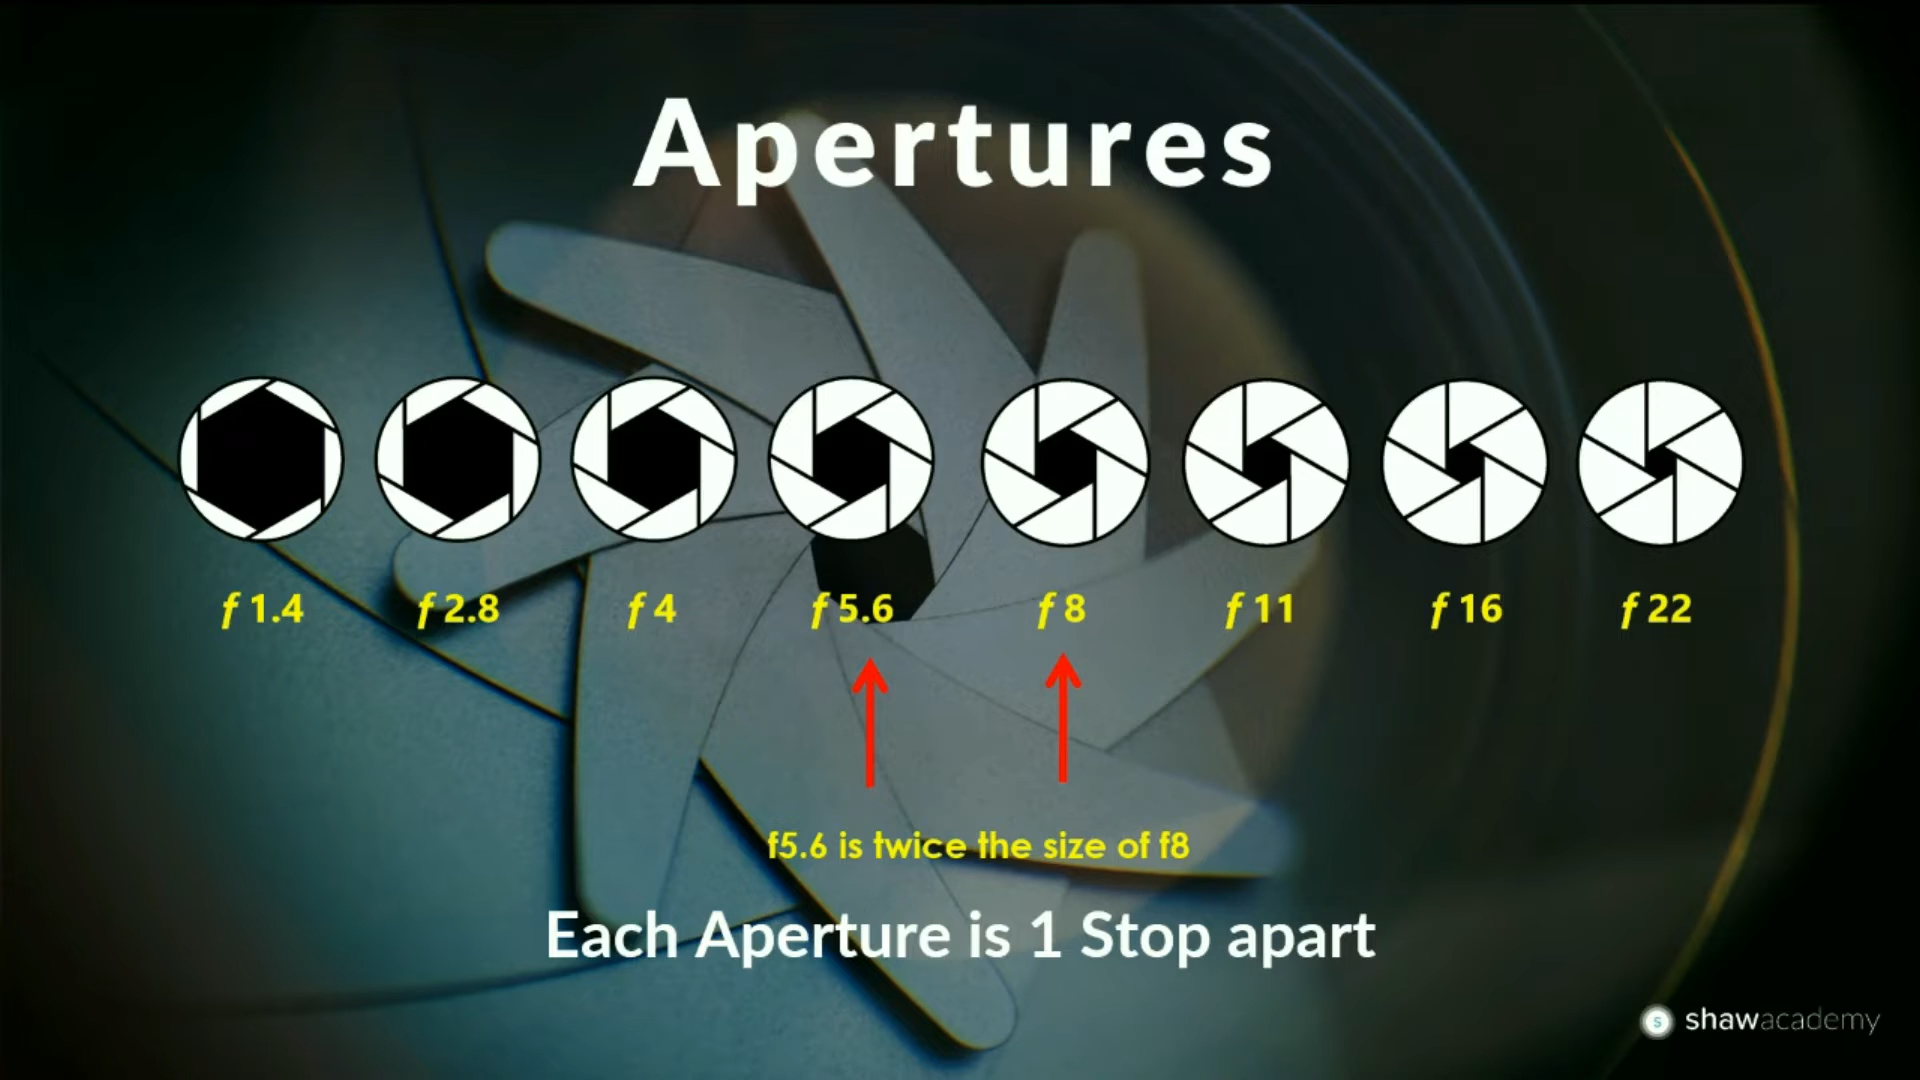 Apertures
f 1.4 f 2.8 f 4 f 5.6 f 8 f 11 f 16 f 22
f5.6 is twice the size of f8
Each Aperture is 1 Stop apart
s shawacademy